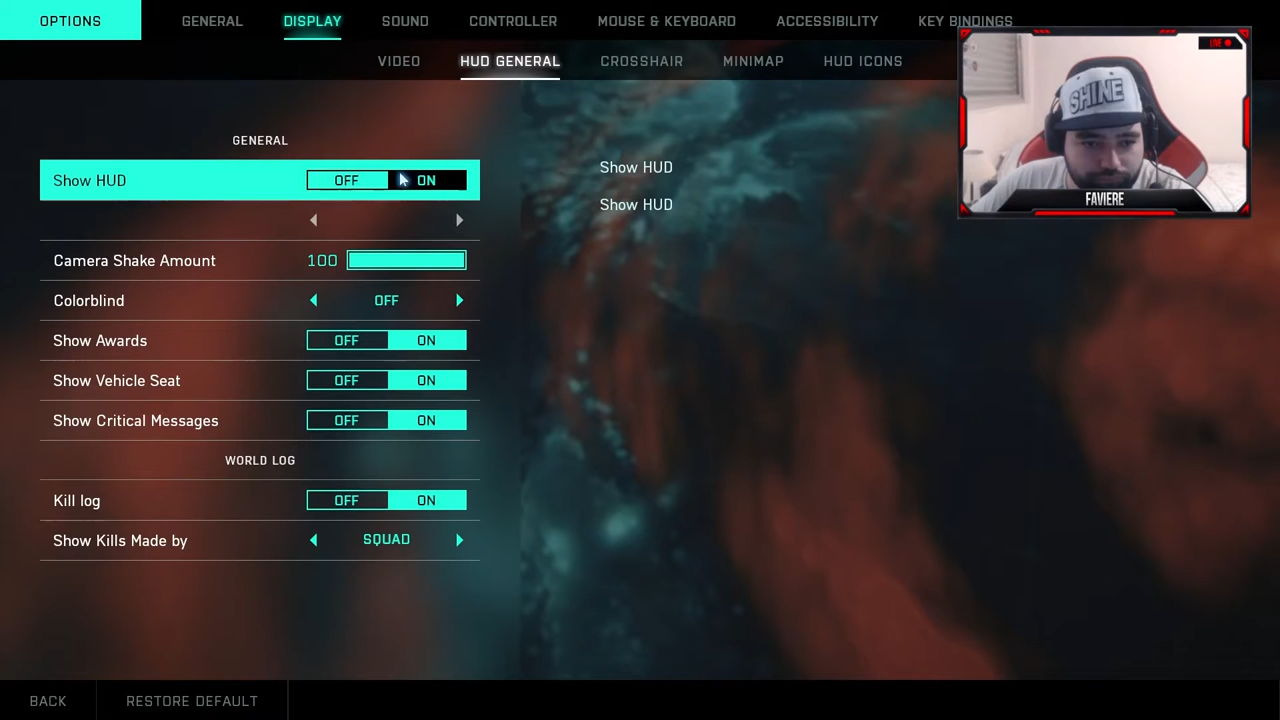 OPTIONS
GENERAL
DISPLAY
SOUND
CONTROLLER
MOUSE & KEYBOARD
ACCESSIBILITY
KEY BINDINGS
VIDEO
HUD GENERAL
CROSSHAIR
MINIMAP
HUD ICONS
LIVE
SHINE
FAVIERE
GENERAL
Show HUD OFF ON
Camera Shake Amount 100
Colorblind OFF
Show Awards OFF ON
Show Vehicle Seat OFF ON
Show Critical Messages OFF ON
WORLD LOG
Kill log OFF ON
Show Kills Made by SQUAD
Show HUD
Show HUD
BACK
RESTORE DEFAULT